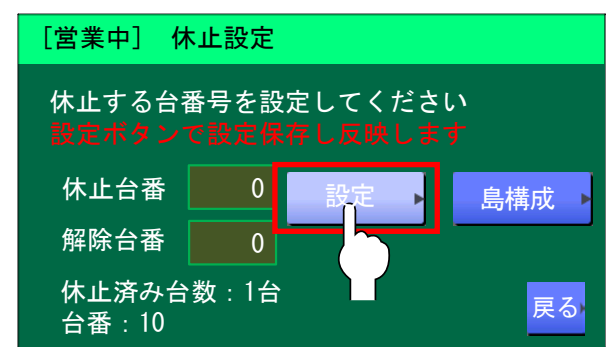 [営業中] 休止設定
休止する台番号を設定してください
設定ボタンで設定保存し反映します
休止台番 0 設定 島構成
解除台番 0
休止済み台数：1台
台番：10 戻る